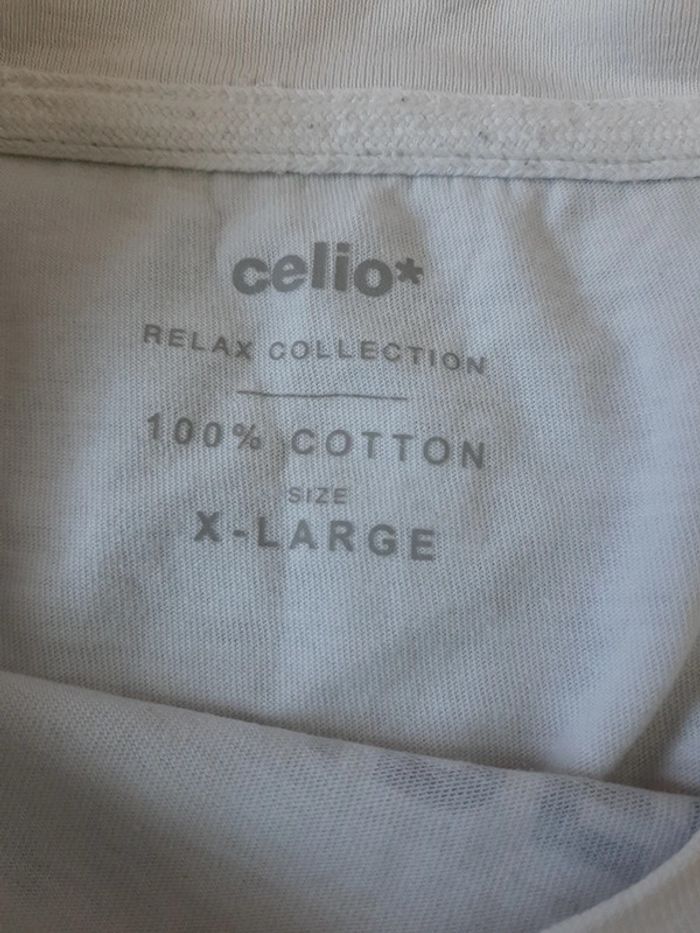 celio*
RELAX COLLECTION
100% COTTON
SIZE
X-LARGE